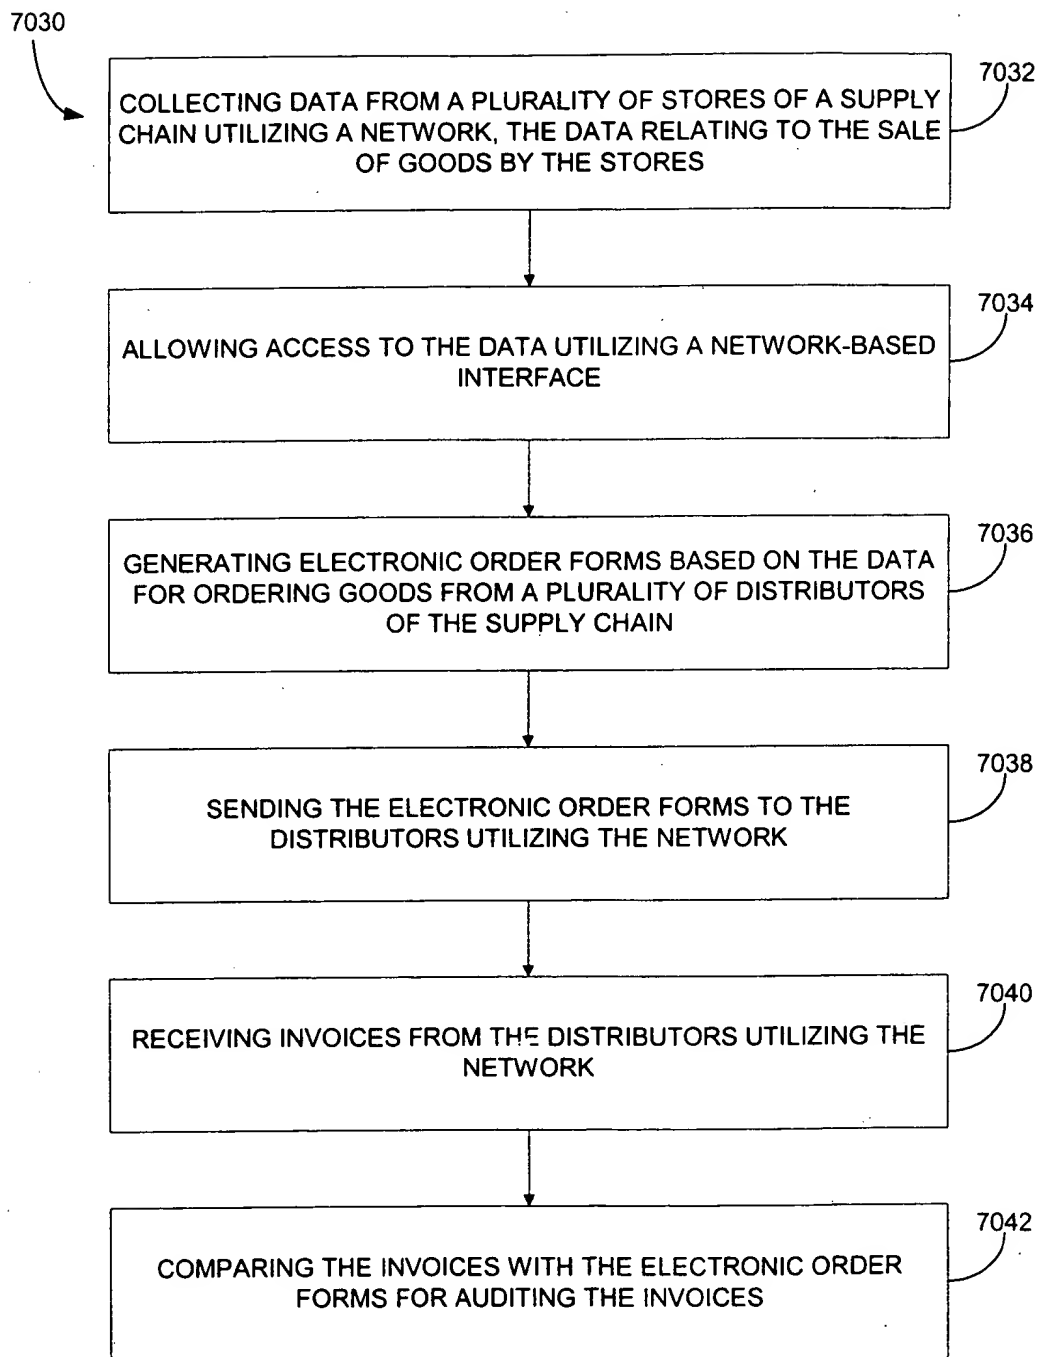 7030
7032
COLLECTING DATA FROM A PLURALITY OF STORES OF A SUPPLY
CHAIN UTILIZING A NETWORK, THE DATA RELATING TO THE SALE
OF GOODS BY THE STORES
7034
ALLOWING ACCESS TO THE DATA UTILIZING A NETWORK-BASED
INTERFACE
7036
GENERATING ELECTRONIC ORDER FORMS BASED ON THE DATA
FOR ORDERING GOODS FROM A PLURALITY OF DISTRIBUTORS
OF THE SUPPLY CHAIN
7038
SENDING THE ELECTRONIC ORDER FORMS TO THE
DISTRIBUTORS UTILIZING THE NETWORK
7040
RECEIVING INVOICES FROM THE DISTRIBUTORS UTILIZING THE
NETWORK
7042
COMPARING THE INVOICES WITH THE ELECTRONIC ORDER
FORMS FOR AUDITING THE INVOICES